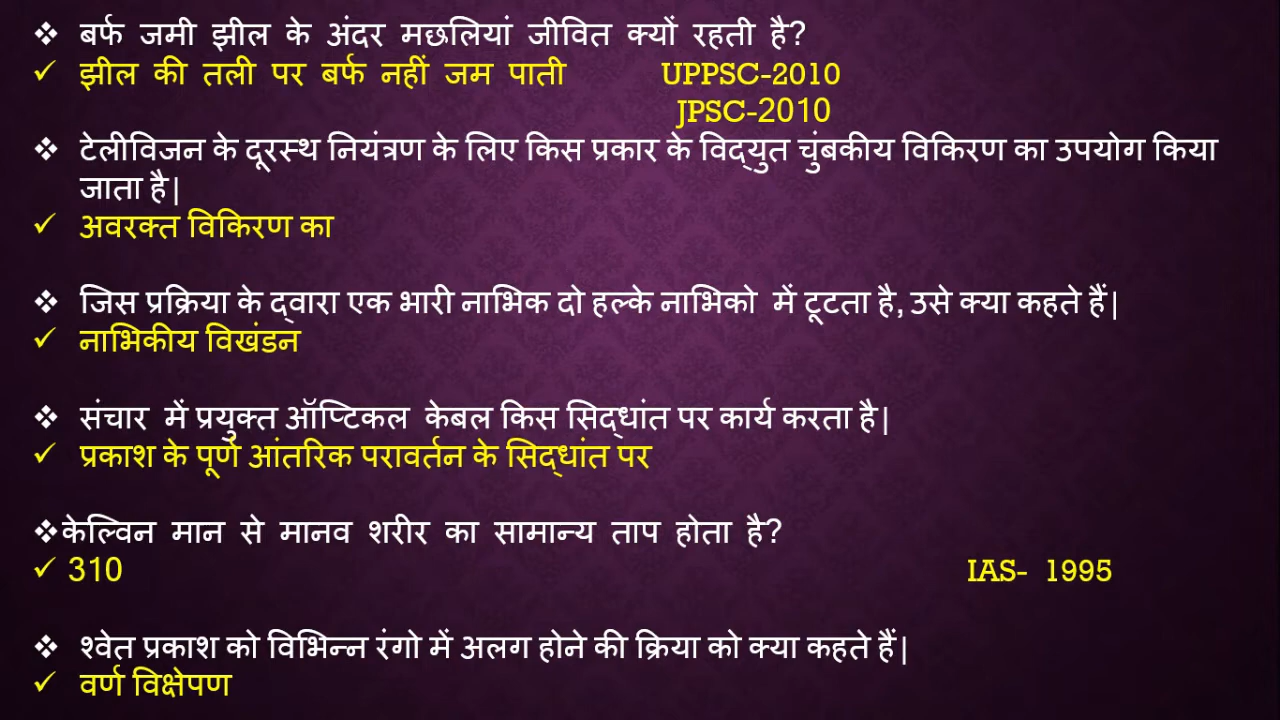 ❖ बर्फ जमी झील के अंदर मछलियां जीवित क्यों रहती है?
✓ झील की तली पर बर्फ नहीं जम पाती UPPSC-2010
JPSC-2010
❖ टेलीविजन के दूरस्थ नियंत्रण के लिए किस प्रकार के विद्युत चुंबकीय विकिरण का उपयोग किया
जाता है|
✓ अवरक्त विकिरण का
❖ जिस प्रक्रिया के द्वारा एक भारी नाभिक दो हल्के नाभिको में टूटता है, उसे क्या कहते हैं|
✓ नाभिकीय विखंडन
❖ संचार में प्रयुक्त ऑप्टिकल केबल किस सिद्धांत पर कार्य करता है|
✓ प्रकाश के पूर्ण आंतरिक परावर्तन के सिद्धांत पर
❖केल्विन मान से मानव शरीर का सामान्य ताप होता है?
✓ 310 IAS- 1995
❖ श्वेत प्रकाश को विभिन्न रंगो में अलग होने की क्रिया को क्या कहते हैं|
✓ वर्ण विक्षेपण